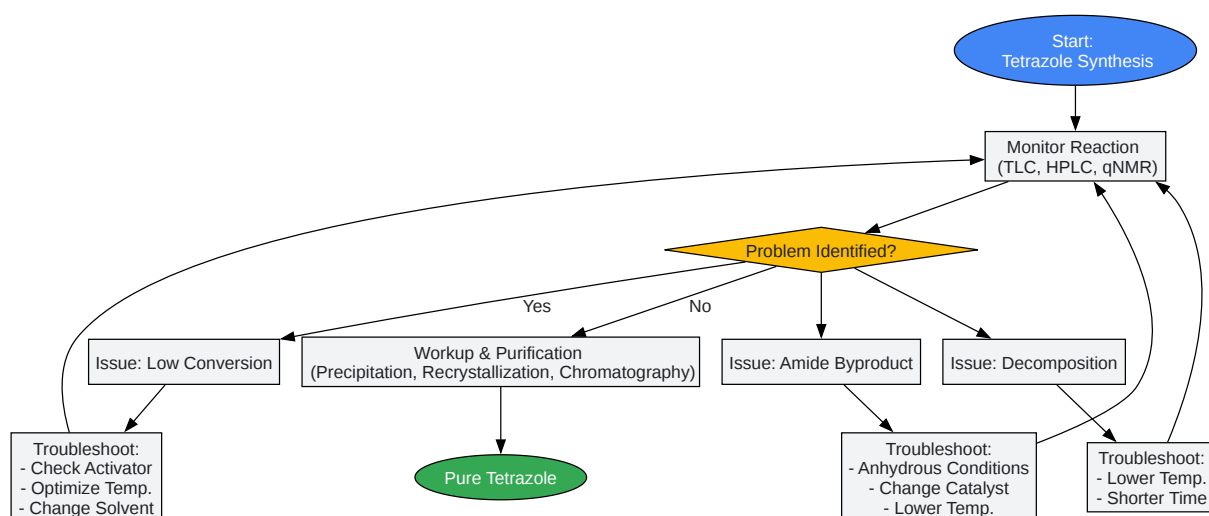 Start:
Tetrazole Synthesis
Monitor Reaction
(TLC, HPLC, qNMR)
Problem Identified?
Yes
No
Issue: Low Conversion
Workup & Purification
(Precipitation, Recrystallization, Chromatography)
Issue: Amide Byproduct
Issue: Decomposition
Troubleshoot:
- Check Activator
- Optimize Temp.
- Change Solvent
Pure Tetrazole
Troubleshoot:
- Anhydrous Conditions
- Change Catalyst
- Lower Temp.
Troubleshoot:
- Lower Temp.
- Shorter Time